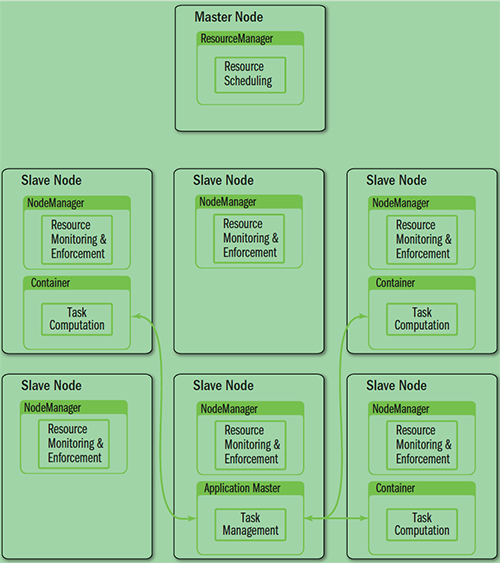 Master Node
ResourceManager
Resource
Scheduling
Slave Node
NodeManager
Resource
Monitoring &
Enforcement
Container
Task
Computation
Slave Node
NodeManager
Resource
Monitoring &
Enforcement
Slave Node
NodeManager
Resource
Monitoring &
Enforcement
Container
Task
Computation
Slave Node
NodeManager
Resource
Monitoring &
Enforcement
Slave Node
NodeManager
Resource
Monitoring &
Enforcement
Application Master
Task
Management
Slave Node
NodeManager
Resource
Monitoring &
Enforcement
Container
Task
Computation